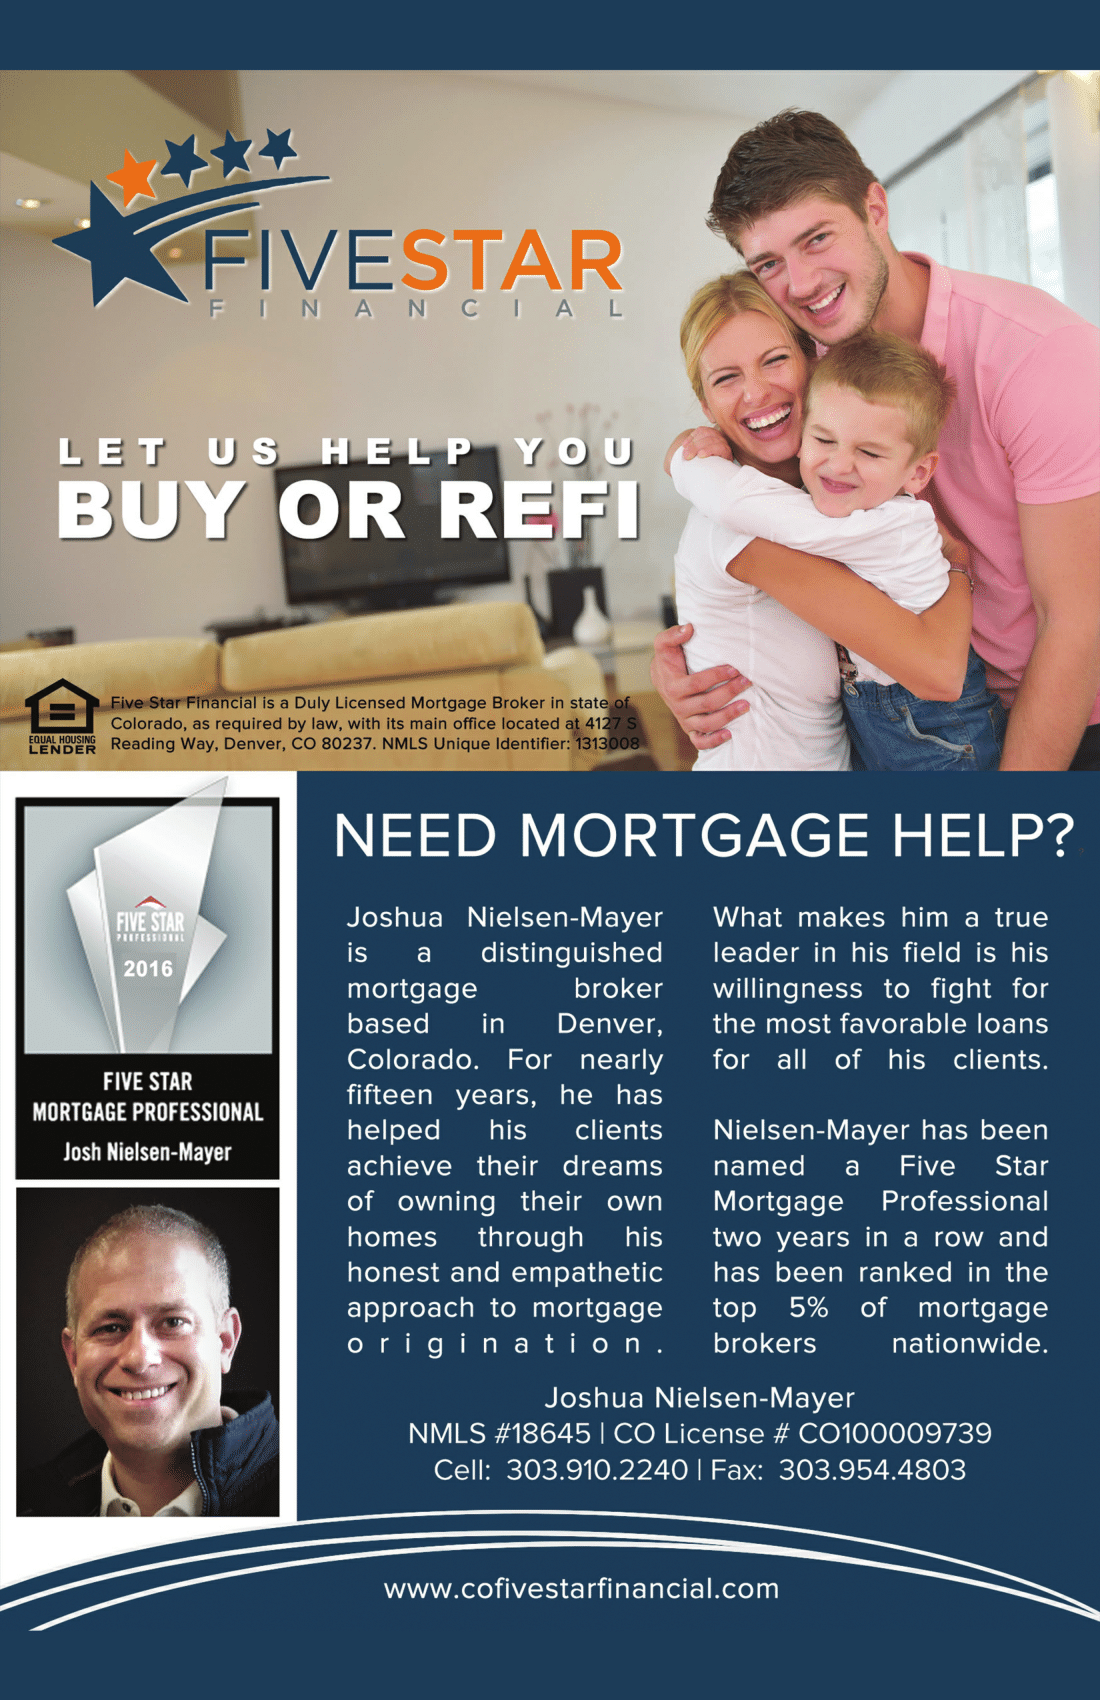 FIVESTAR
FINANCIAL
LET US HELP YOU
BUY OR REFI
EQUAL HOUSING
LENDER
Five Star Financial is a Duly Licensed Mortgage Broker in state of
Colorado, as required by law, with its main office located at 4127 S
Reading Way, Denver, CO 80237. NMLS Unique Identifier: 1313008
FIVE STAR
PROFESSIONAL
2016
FIVE STAR
MORTGAGE PROFESSIONAL
Josh Nielsen-Mayer
NEED MORTGAGE HELP?
Joshua Nielsen-Mayer
is a distinguished
mortgage broker
based in Denver,
Colorado. For nearly
fifteen years, he has
helped his clients
achieve their dreams
of owning their own
homes through his
honest and empathetic
approach to mortgage
origination.
What makes him a true
leader in his field is his
willingness to fight for
the most favorable loans
for all of his clients.
Nielsen-Mayer has been
named a Five Star
Mortgage Professional
two years in a row and
has been ranked in the
top 5% of mortgage
brokers nationwide.
Joshua Nielsen-Mayer
NMLS #18645 | CO License # CO100009739
Cell: 303.910.2240 | Fax: 303.954.4803
www.cofivestarfinancial.com